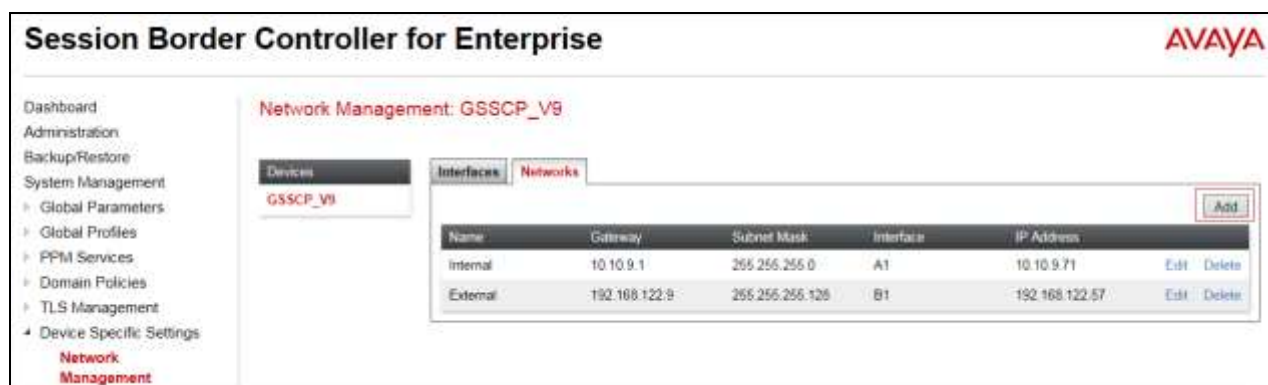 Session Border Controller for Enterprise
AVAYA
Dashboard
Administration
Backup/Restore
System Management
Global Parameters
Global Profiles
PPM Services
Domain Policies
TLS Management
Device Specific Settings
Network
Management
Network Management: GSSCP_V9
Devices
GSSCP_V9
Interfaces Networks
Add
Name Gateway Subnet Mask Interface IP Address
Internal 10.10.9.1 255.255.255.0 A1 10.10.9.71 Edit Delete
External 192.168.122.9 255.255.255.128 B1 192.168.122.57 Edit Delete